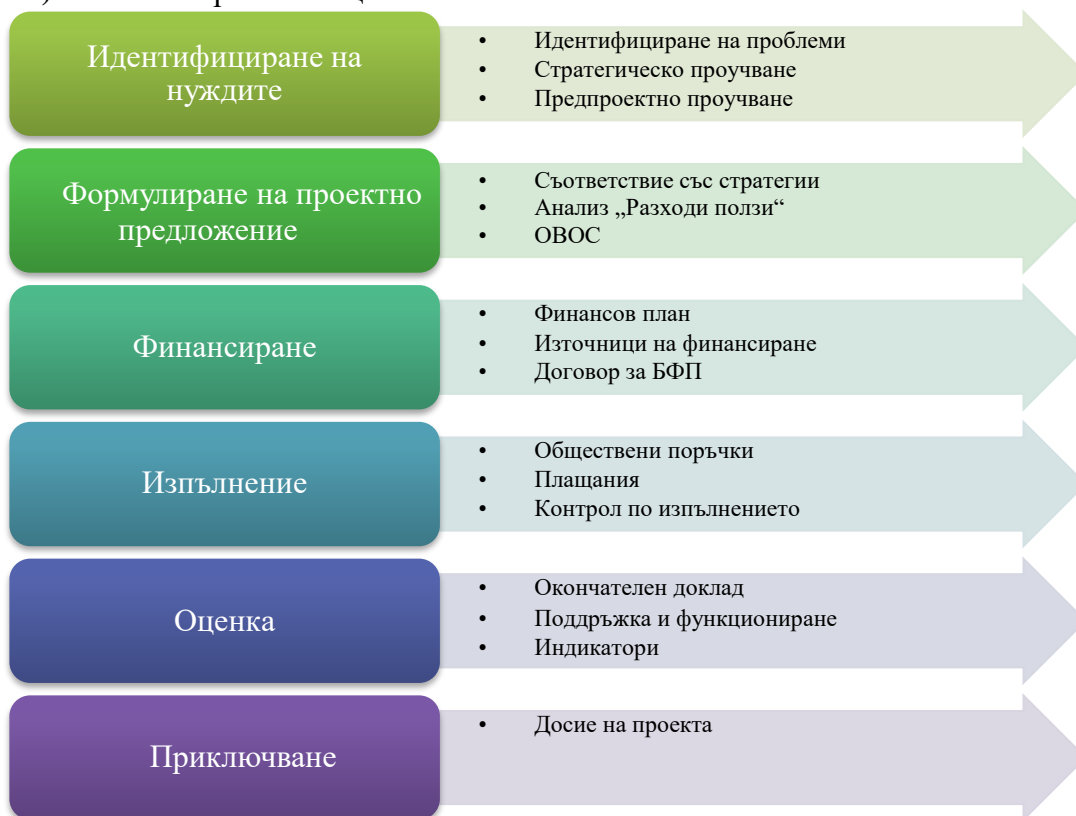 Идентифициране на
нуждите
• Идентифициране на проблеми
• Стратегическо проучване
• Предпроектно проучване
Формулиране на проектно
предложение
• Съответствие със стратегии
• Анализ „Разходи ползи“
• ОВОС
Финансиране
• Финансов план
• Източници на финансиране
• Договор за БФП
Изпълнение
• Обществени поръчки
• Плащания
• Контрол по изпълнението
Оценка
• Окончателен доклад
• Поддръжка и функциониране
• Индикатори
Приключване
• Досие на проекта